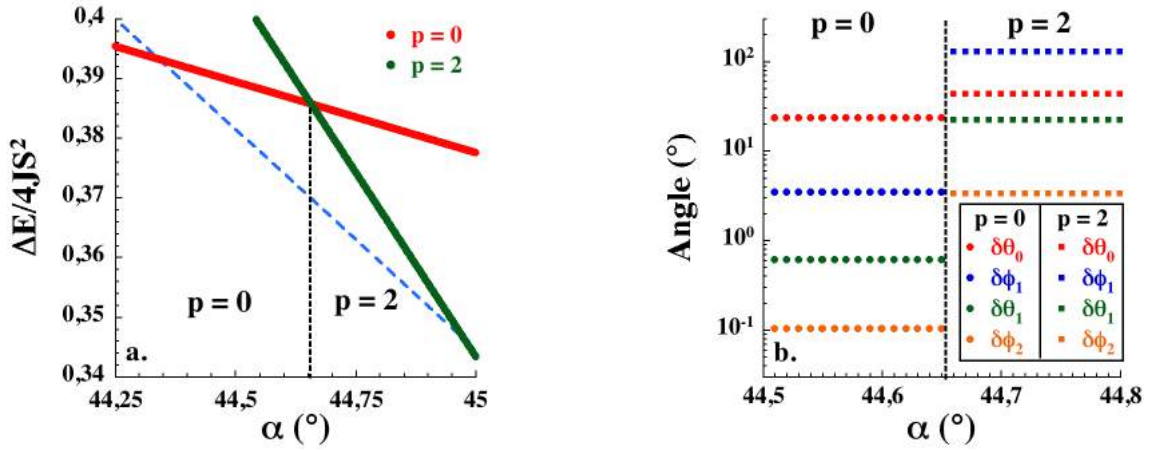 0,4
0,39
0,38
0,37
0,36
0,35
0,34
ΔE/4JS²
p = 0
p = 2
p = 0
p = 2
a.
44,25
44,5
44,75
45
α (°)
p = 0
p = 2
10²
10¹
10⁰
10⁻¹
Angle (°)
p = 0 p = 2
δθ₀ δθ₀
δϕ₁ δϕ₁
δθ₁ δθ₁
δϕ₂ δϕ₂
b.
44,5
44,6
44,7
44,8
α (°)